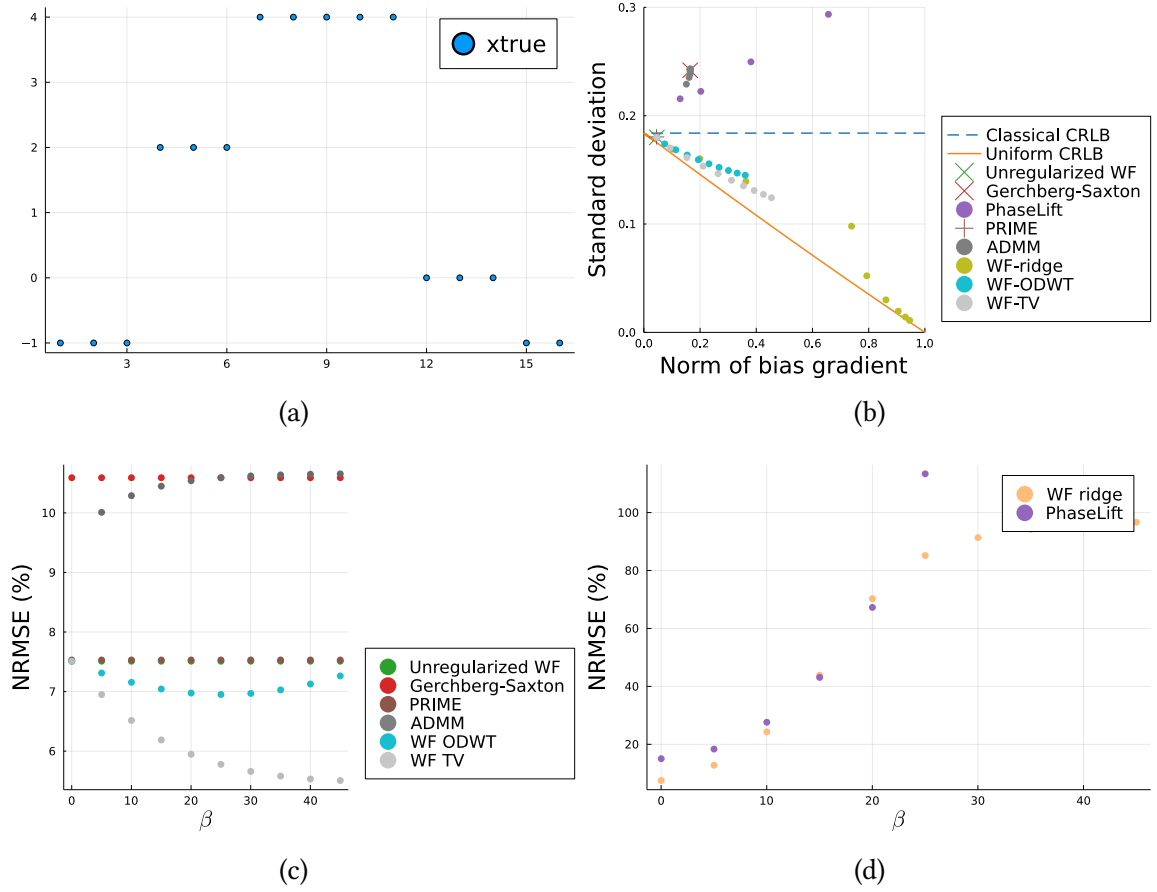 4
3
2
1
0
−1
3
6
9
12
15
xtrue
(a)
Standard deviation
0.3
0.2
0.1
0.0
0.0
0.2
0.4
0.6
0.8
1.0
Norm of bias gradient
Classical CRLB
Uniform CRLB
Unregularized WF
Gerchberg-Saxton
PhaseLift
PRIME
ADMM
WF-ridge
WF-ODWT
WF-TV
(b)
NRMSE (%)
10
9
8
7
6
0
10
20
30
40
β
Unregularized WF
Gerchberg-Saxton
PRIME
ADMM
WF ODWT
WF TV
(c)
NRMSE (%)
100
80
60
40
20
0
10
20
30
40
β
WF ridge
PhaseLift
(d)